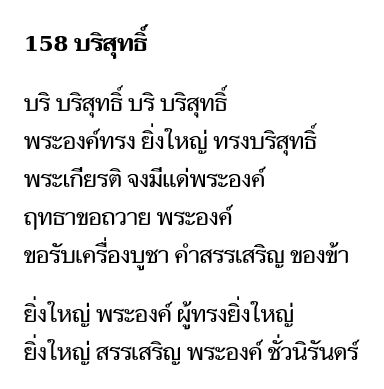 158 บริสุทธิ์
บริ บริสุทธิ์ บริ บริสุทธิ์
พระองค์ทรง ยิ่งใหญ่ ทรงบริสุทธิ์
พระเกียรติ จงมีแด่พระองค์
ฤทธาขอถวาย พระองค์
ขอรับเครื่องบูชา คำสรรเสริญ ของข้า
ยิ่งใหญ่ พระองค์ ผู้ทรงยิ่งใหญ่
ยิ่งใหญ่ สรรเสริญ พระองค์ ชั่วนิรันดร์